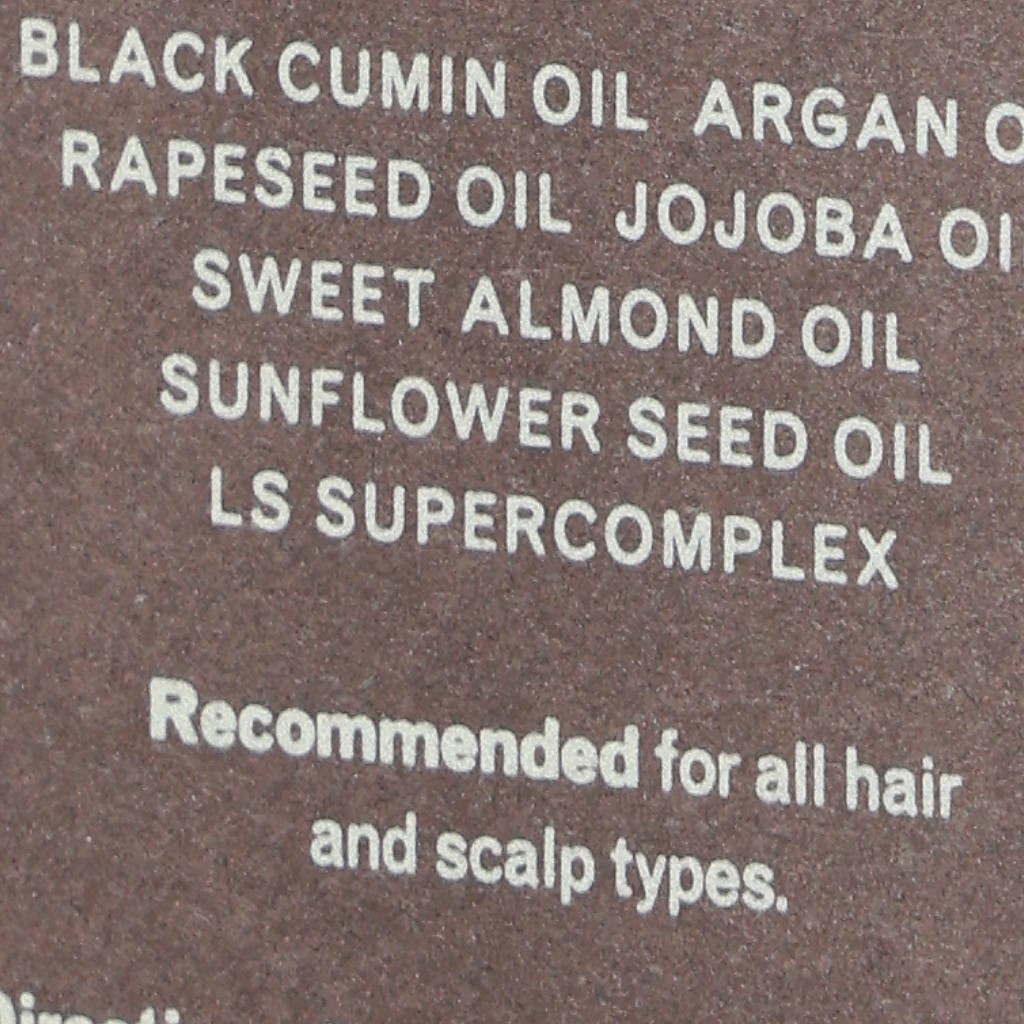 BLACK CUMIN OIL ARGAN O
RAPESEED OIL JOJOBA OI
SWEET ALMOND OIL
SUNFLOWER SEED OIL
LS SUPERCOMPLEX
Recommended for all hair
and scalp types.